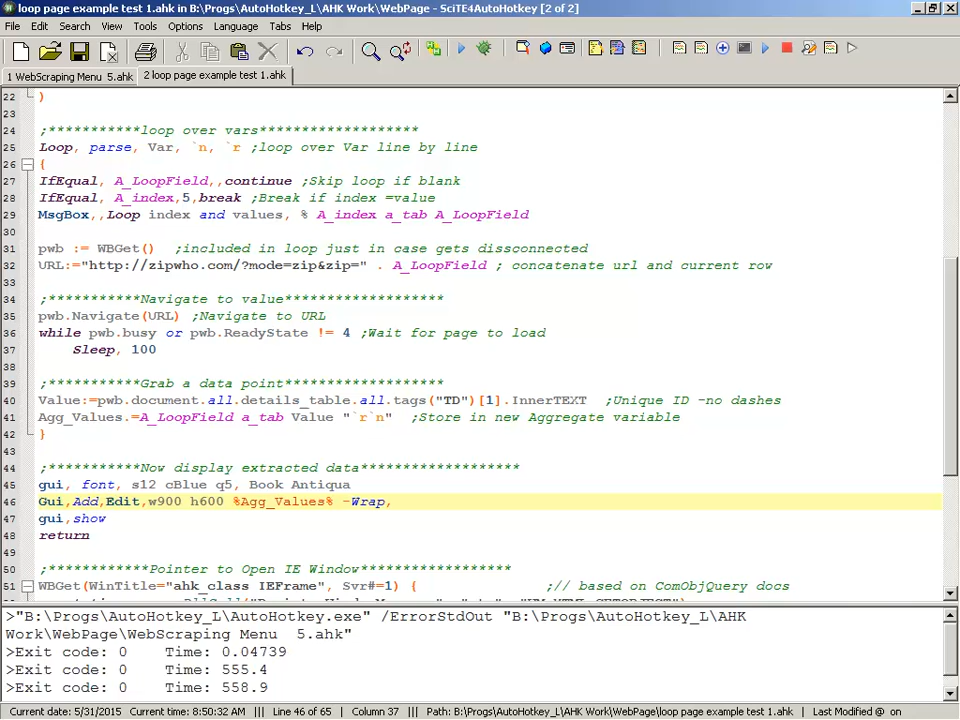 loop page example test 1.ahk in B:\Progs\AutoHotkey_L\AHK Work\WebPage - SciTE4AutoHotkey [2 of 2]
File Edit Search View Tools Options Language Tabs Help
1 WebScraping Menu 5.ahk 2 loop page example test 1.ahk
22 )
23
24 ;***********loop over vars*******************
25 Loop, parse, Var, `n, `r ;loop over Var line by line
26 {
27 IfEqual, A_LoopField,,continue ;Skip loop if blank
28 IfEqual, A_index,5,break ;Break if index =value
29 MsgBox,,Loop index and values, % A_index a_tab A_LoopField
30
31 pwb := WBGet() ;included in loop just in case gets dissconnected
32 URL:="http://zipwho.com/?mode=zip&zip=" . A_LoopField ; concatenate url and current row
33
34 ;***********Navigate to value*******************
35 pwb.Navigate(URL) ;Navigate to URL
36 while pwb.busy or pwb.ReadyState != 4 ;Wait for page to load
37 Sleep, 100
38
39 ;***********Grab a data point*******************
40 Value:=pwb.document.all.details_table.all.tags("TD")[1].InnerTEXT ;Unique ID -no dashes
41 Agg_Values.=A_LoopField a_tab Value "`r`n" ;Store in new Aggregate variable
42 }
43
44 ;***********Now display extracted data*******************
45 gui, font, s12 cBlue q5, Book Antiqua
46 Gui,Add,Edit,w900 h600 %Agg_Values% -Wrap,
47 gui,show
48 return
49
50 ;***********Pointer to Open IE Window******************
51 WBGet(WinTitle="ahk_class IEFrame", Svr#=1) { ;// based on ComObjQuery docs
>"B:\Progs\AutoHotkey_L\AutoHotkey.exe" /ErrorStdOut "B:\Progs\AutoHotkey_L\AHK
Work\WebPage\WebScraping Menu 5.ahk"
>Exit code: 0 Time: 0.04739
>Exit code: 0 Time: 555.4
>Exit code: 0 Time: 558.9
Current date: 5/31/2015 Current time: 8:50:32 AM ||| Line 46 of 65 ||| Column 37 ||| Path: B:\Progs\AutoHotkey_L\AHK Work\WebPage\loop page example test 1.ahk ||| Last Modified @ on